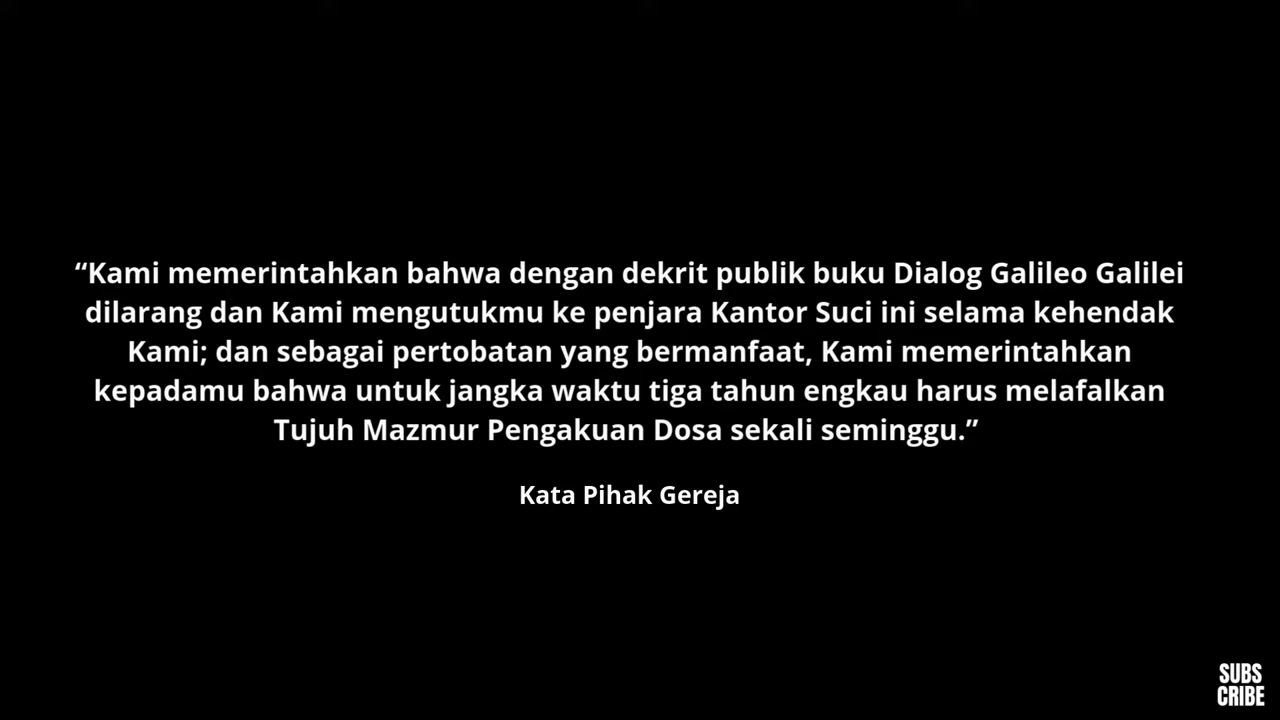 “Kami memerintahkan bahwa dengan dekrit publik buku Dialog Galileo Galilei
dilarang dan Kami mengutukmu ke penjara Kantor Suci ini selama kehendak
Kami; dan sebagai pertobatan yang bermanfaat, Kami memerintahkan
kepadamu bahwa untuk jangka waktu tiga tahun engkau harus melafalkan
Tujuh Mazmur Pengakuan Dosa sekali seminggu.”
Kata Pihak Gereja
SUBS
CRIBE